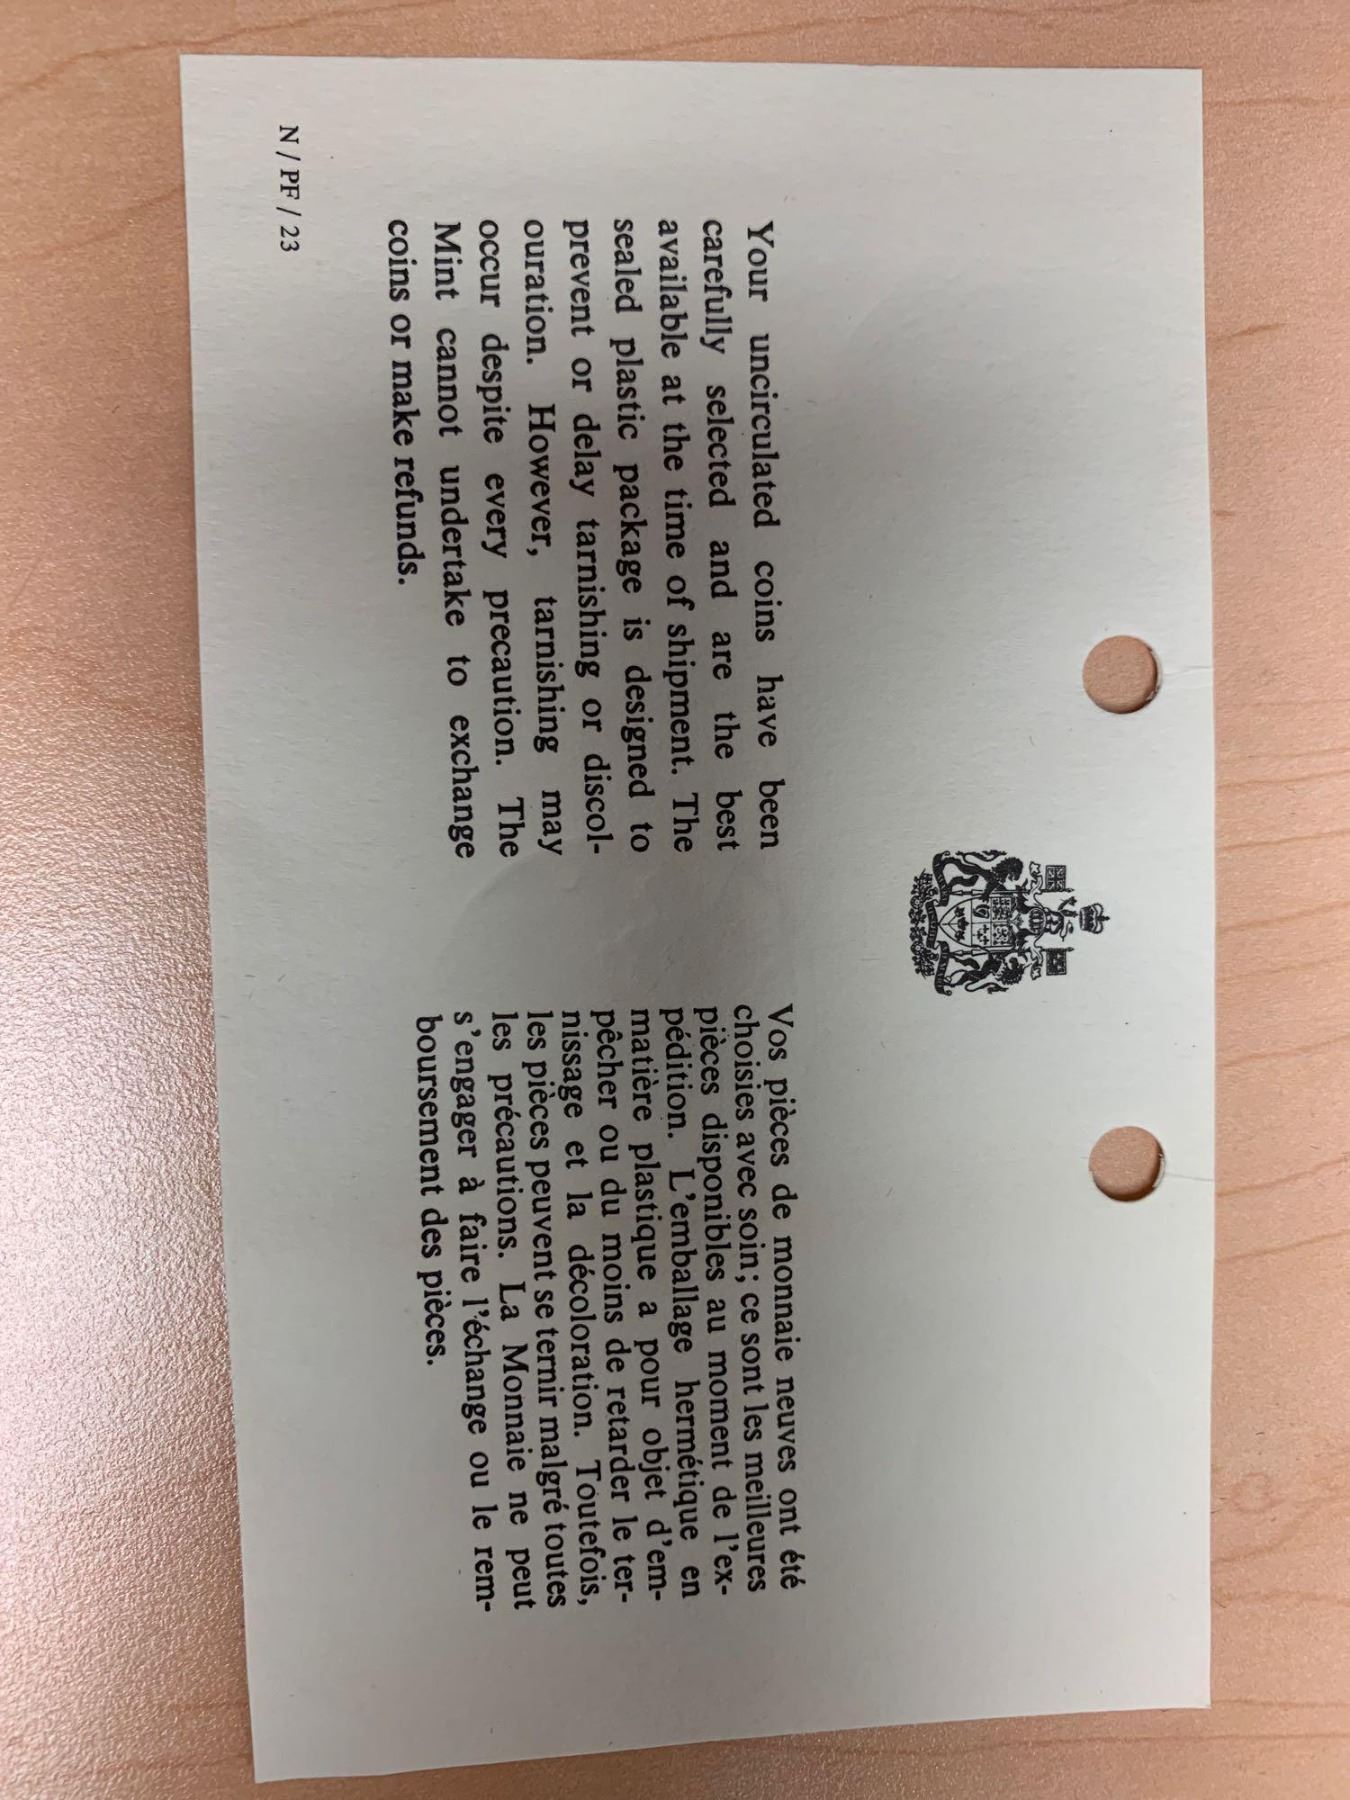 Your uncirculated coins have been
carefully selected and are the best
available at the time of shipment. The
sealed plastic package is designed to
prevent or delay tarnishing or discol-
ouration. However, tarnishing may
occur despite every precaution. The
Mint cannot undertake to exchange
coins or make refunds.
Vos pièces de monnaie neuves ont été
choisies avec soin; ce sont les meilleures
pièces disponibles au moment de l'ex-
pédition. L'emballage hermétique en
matière plastique a pour objet d'em-
pêcher ou du moins de retarder le ter-
nissage et la décoloration. Toutefois,
les pièces peuvent se ternir malgré toutes
les précautions. La Monnaie ne peut
s'engager à faire l'échange ou le rem-
boursement des pièces.
N / PF / 23